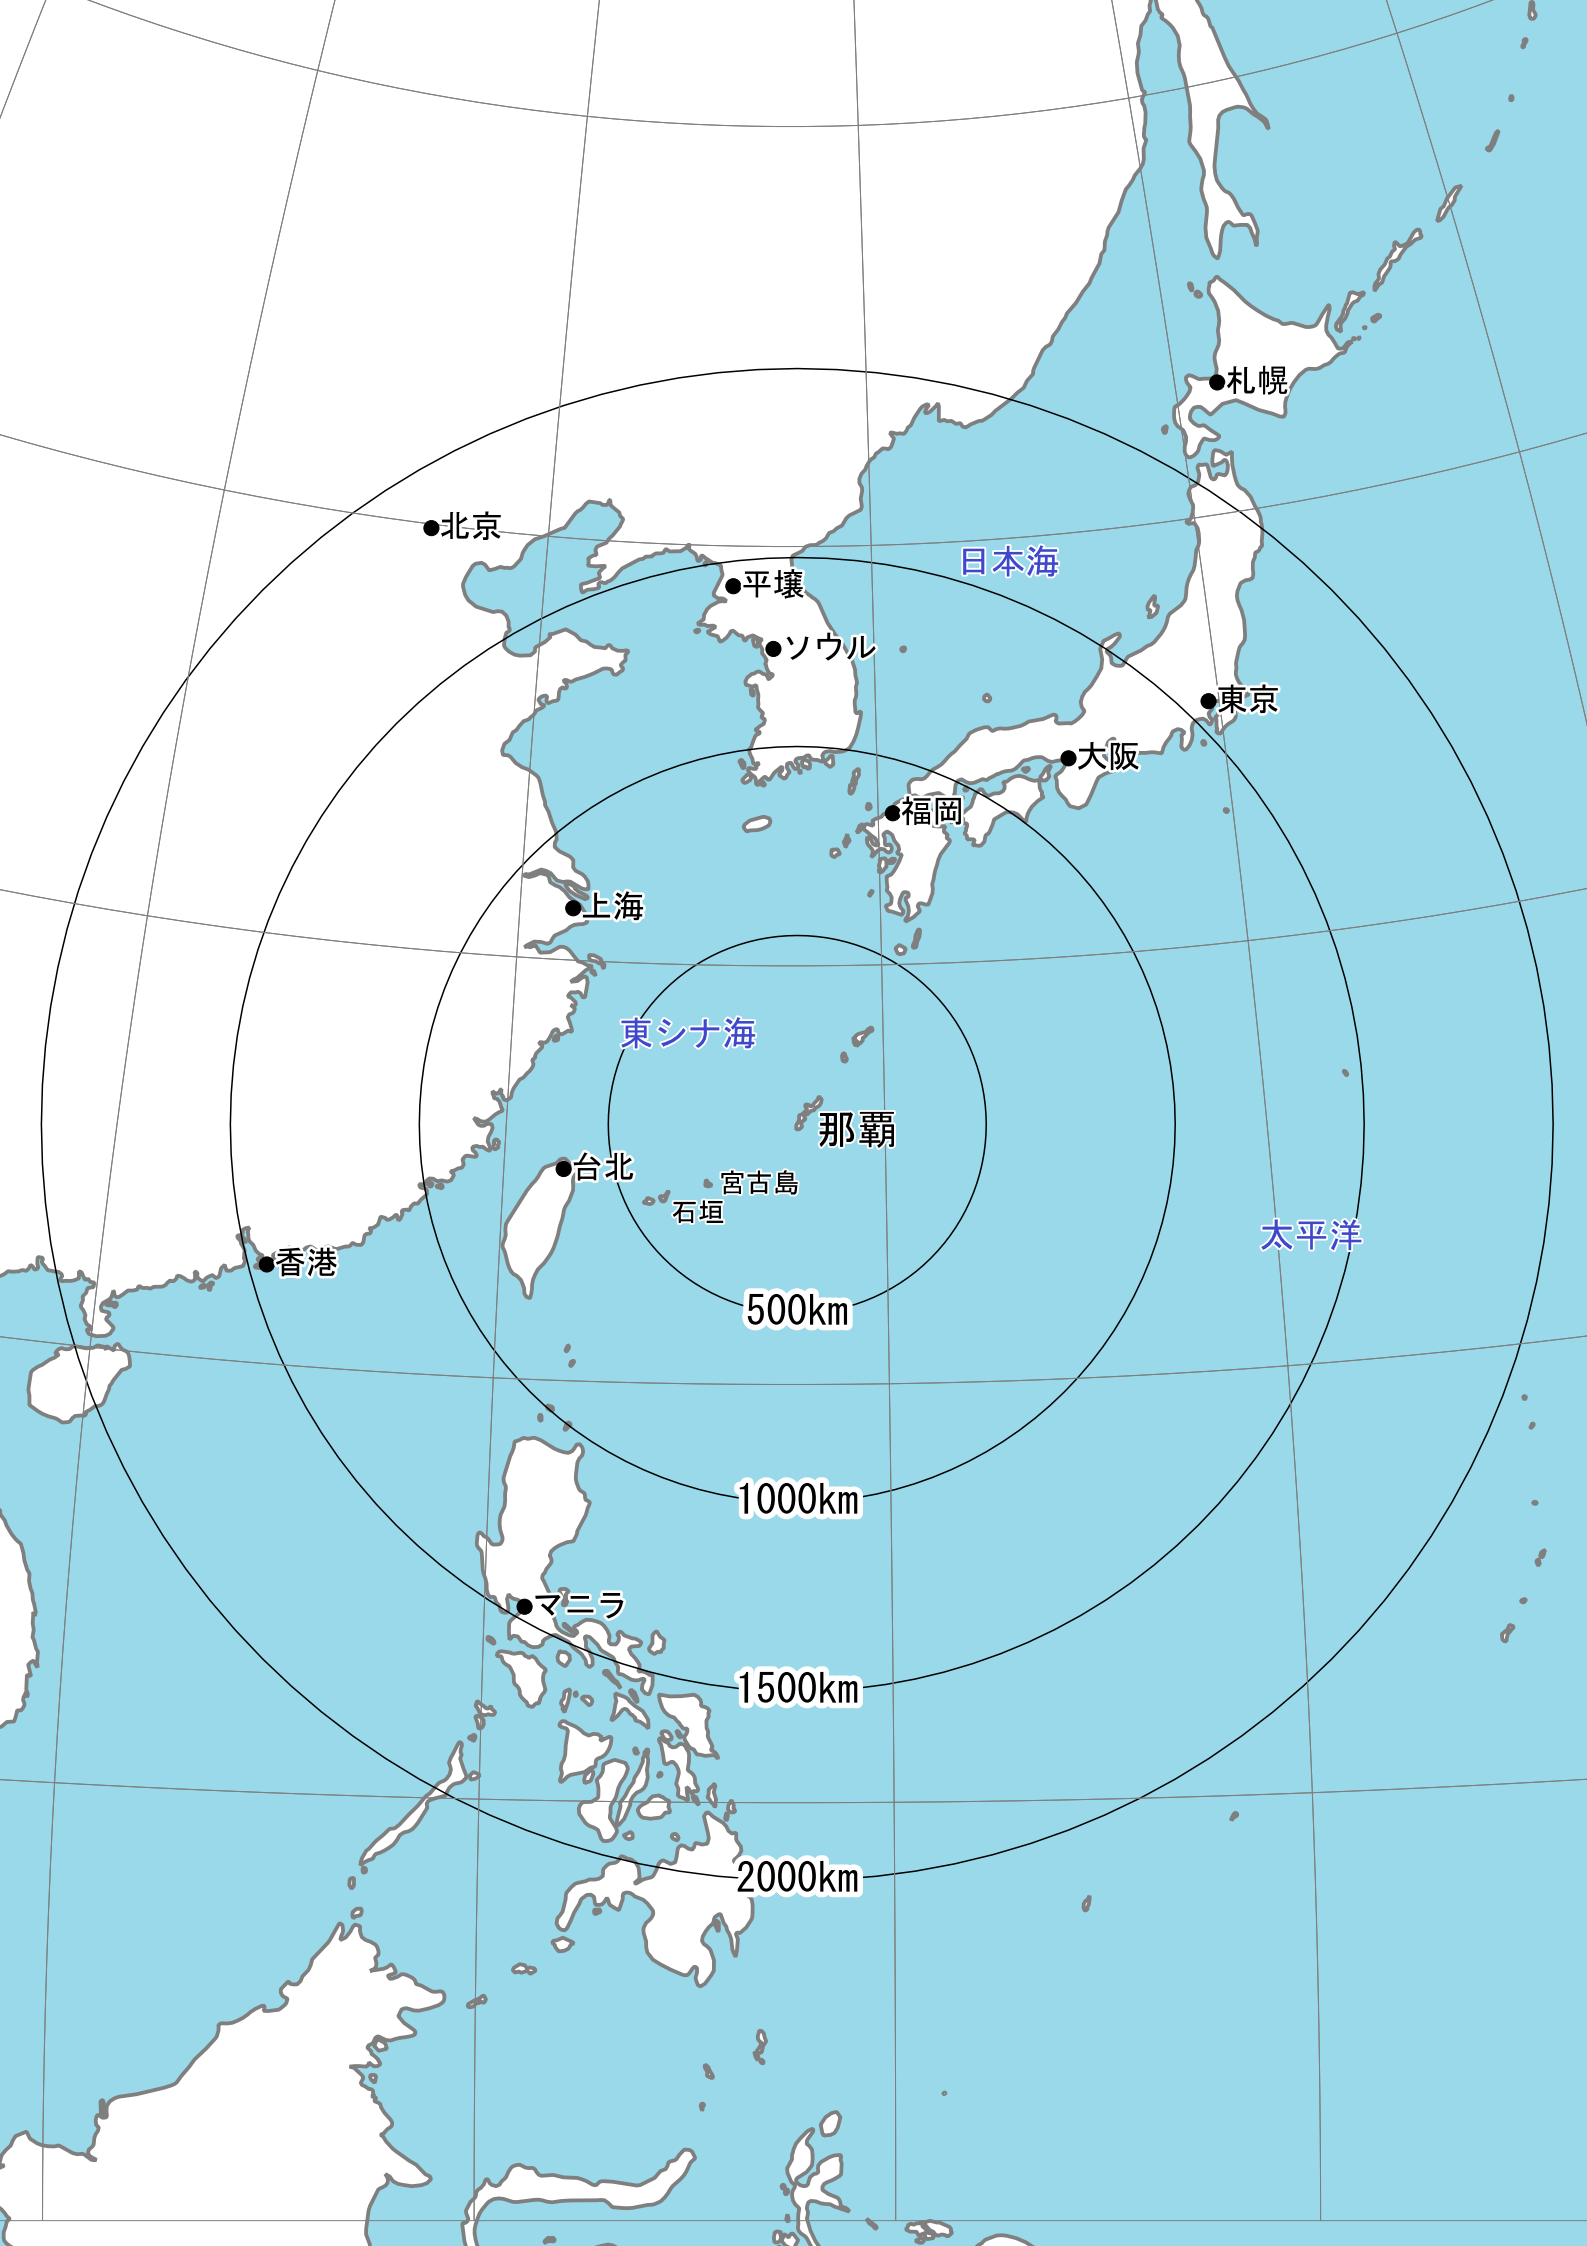 札幌
北京
日本海
平壌
ソウル
東京
大阪
福岡
上海
東シナ海
那覇
台北
宮古島
石垣
太平洋
香港
500km
1000km
マニラ
1500km
2000km